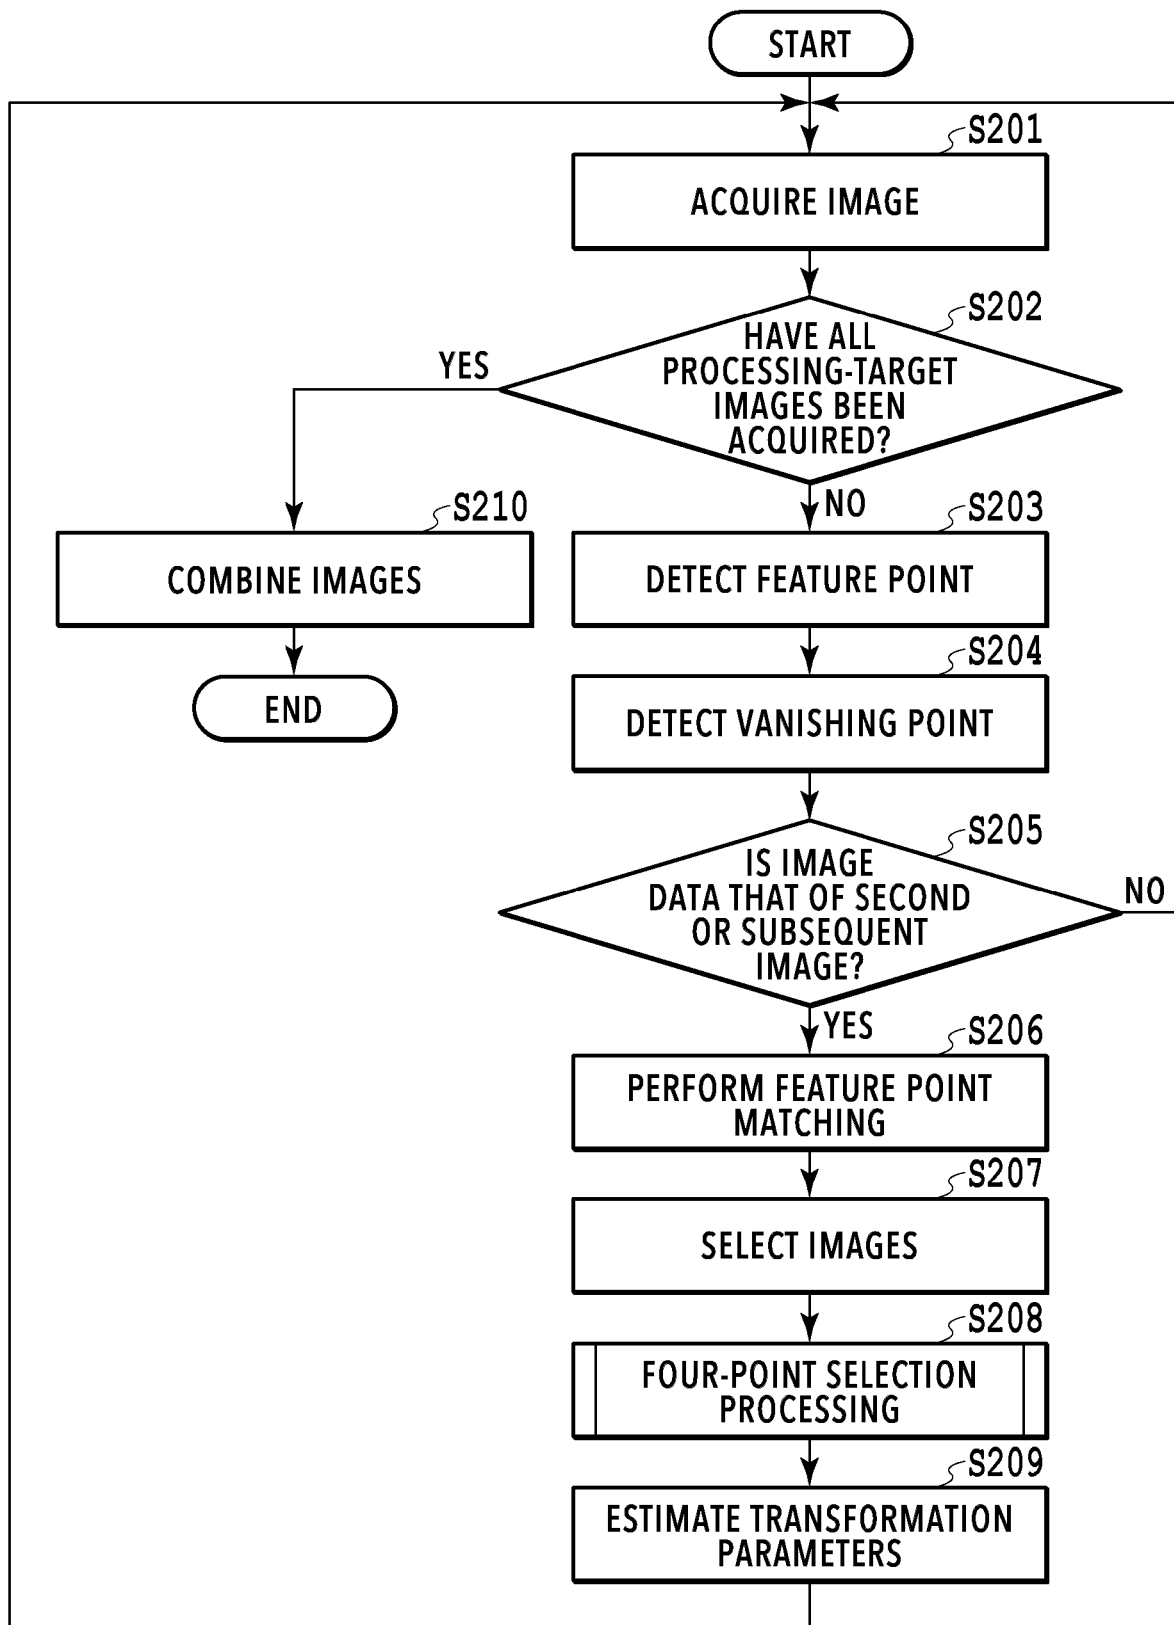 START
S201
ACQUIRE IMAGE
S202
HAVE ALL
PROCESSING-TARGET
IMAGES BEEN
ACQUIRED?
YES
NO
S210
COMBINE IMAGES
END
S203
DETECT FEATURE POINT
S204
DETECT VANISHING POINT
S205
IS IMAGE
DATA THAT OF SECOND
OR SUBSEQUENT
IMAGE?
NO
YES
S206
PERFORM FEATURE POINT
MATCHING
S207
SELECT IMAGES
S208
FOUR-POINT SELECTION
PROCESSING
S209
ESTIMATE TRANSFORMATION
PARAMETERS